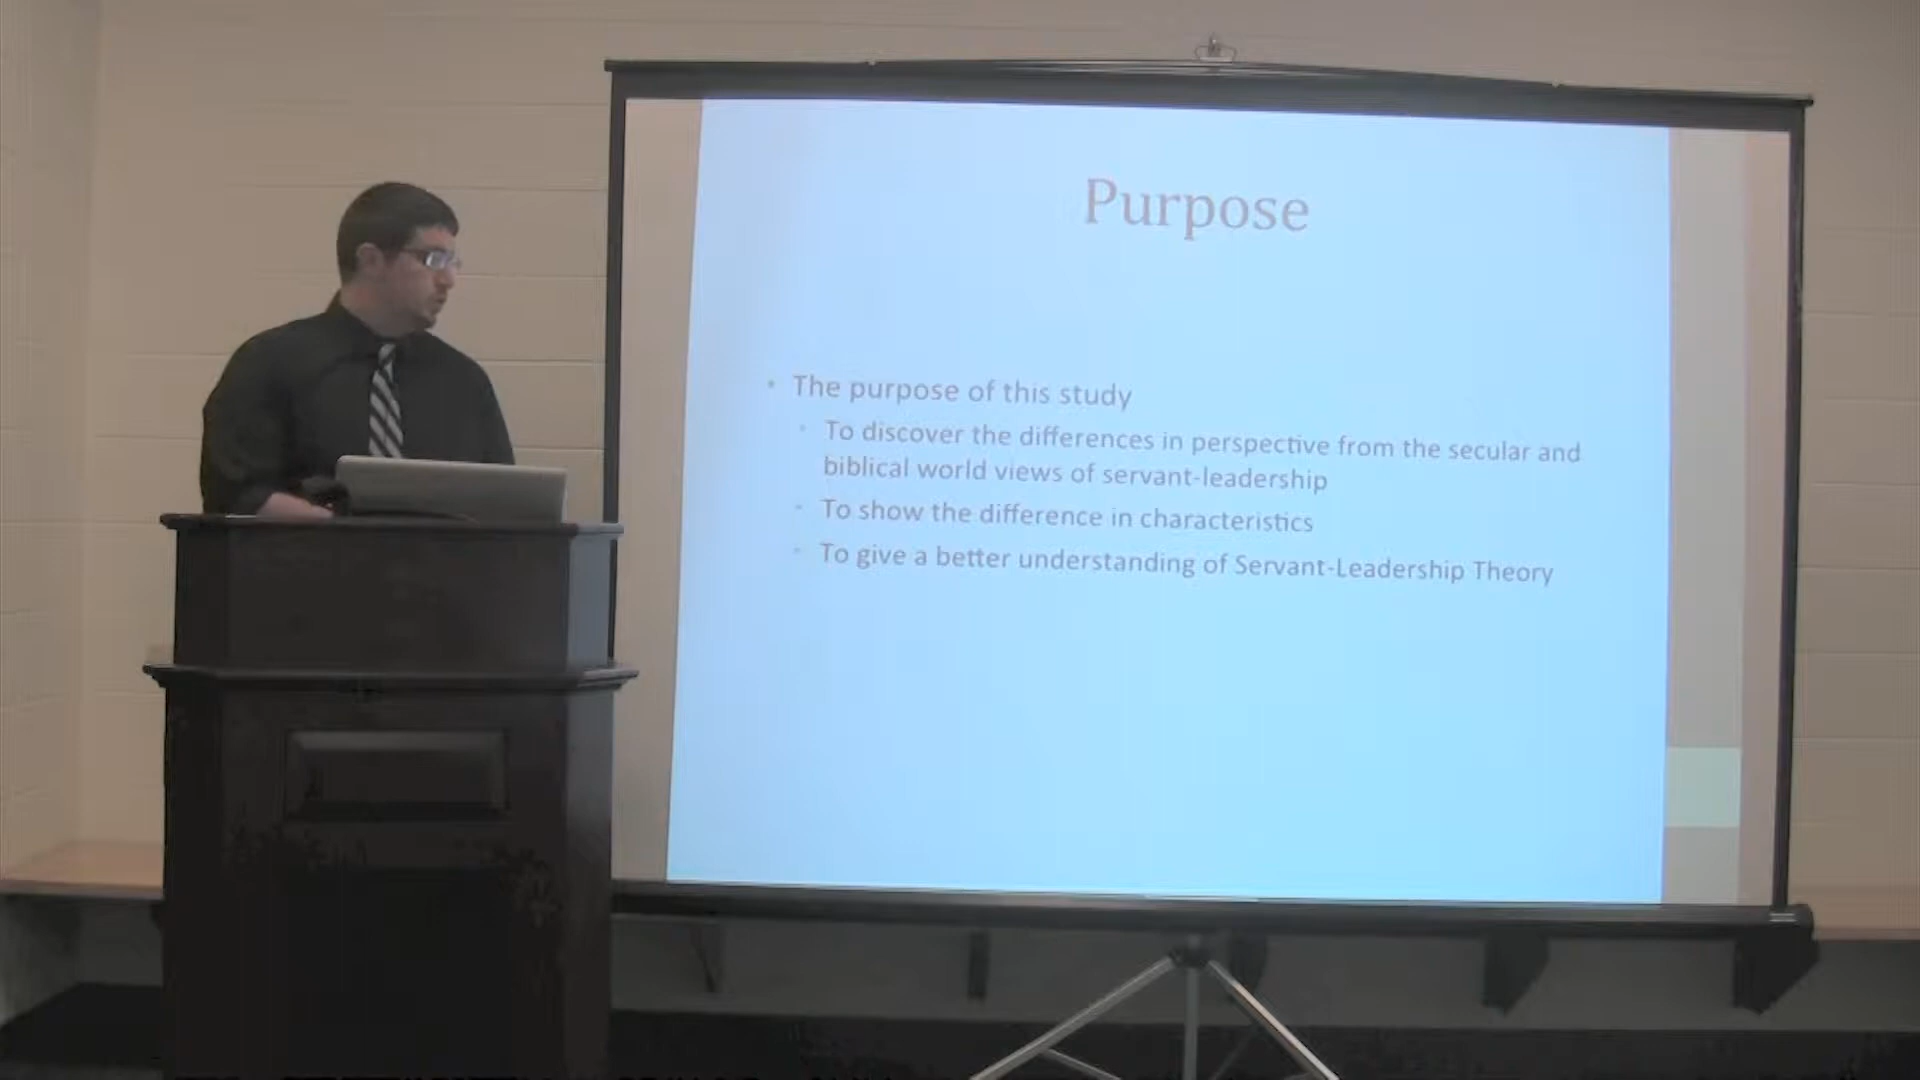 Purpose
• The purpose of this study
• To discover the differences in perspective from the secular and
biblical world views of servant-leadership
• To show the difference in characteristics
• To give a better understanding of Servant-Leadership Theory